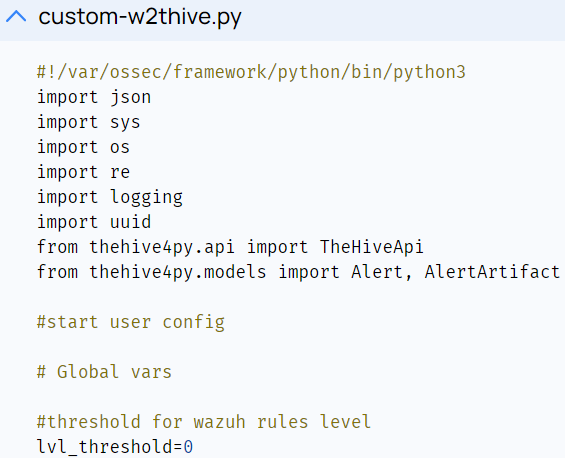 custom-w2thive.py
#!/var/ossec/framework/python/bin/python3
import json
import sys
import os
import re
import logging
import uuid
from thehive4py.api import TheHiveApi
from thehive4py.models import Alert, AlertArtifact
#start user config
# Global vars
#threshold for wazuh rules level
lvl_threshold=0